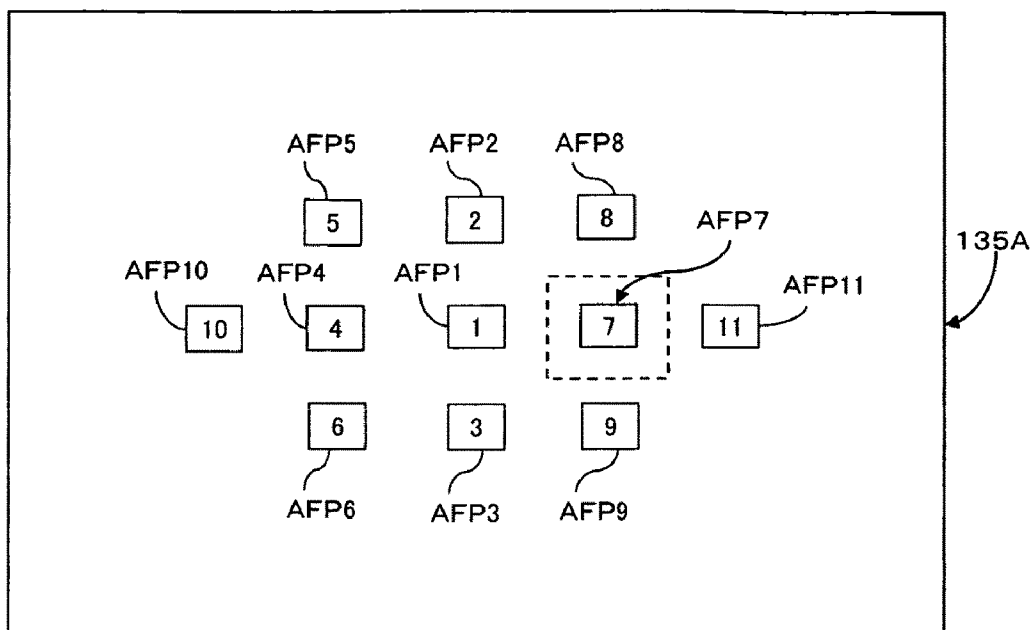 AFP5 AFP2 AFP8
5 2 8 AFP7
135A
AFP10 AFP4 AFP1 AFP11
10 4 1 7 11
6 3 9
AFP6 AFP3 AFP9